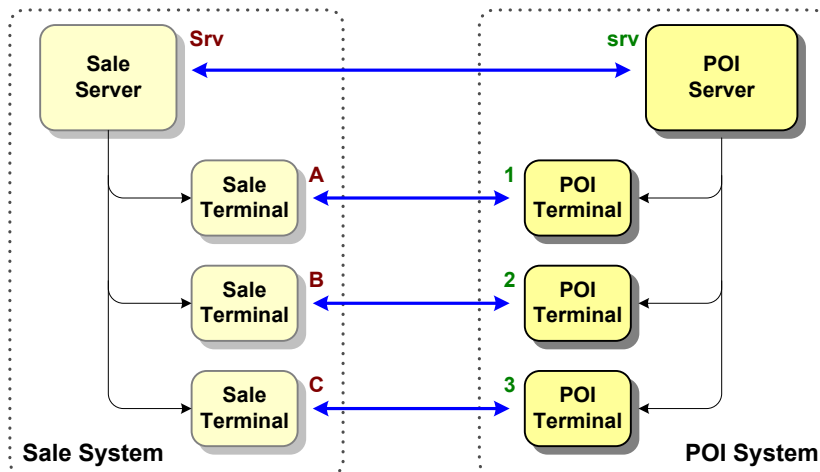 Srv
srv
Sale
Server
POI
Server
A
1
Sale
Terminal
POI
Terminal
B
2
Sale
Terminal
POI
Terminal
C
3
Sale
Terminal
POI
Terminal
Sale System
POI System